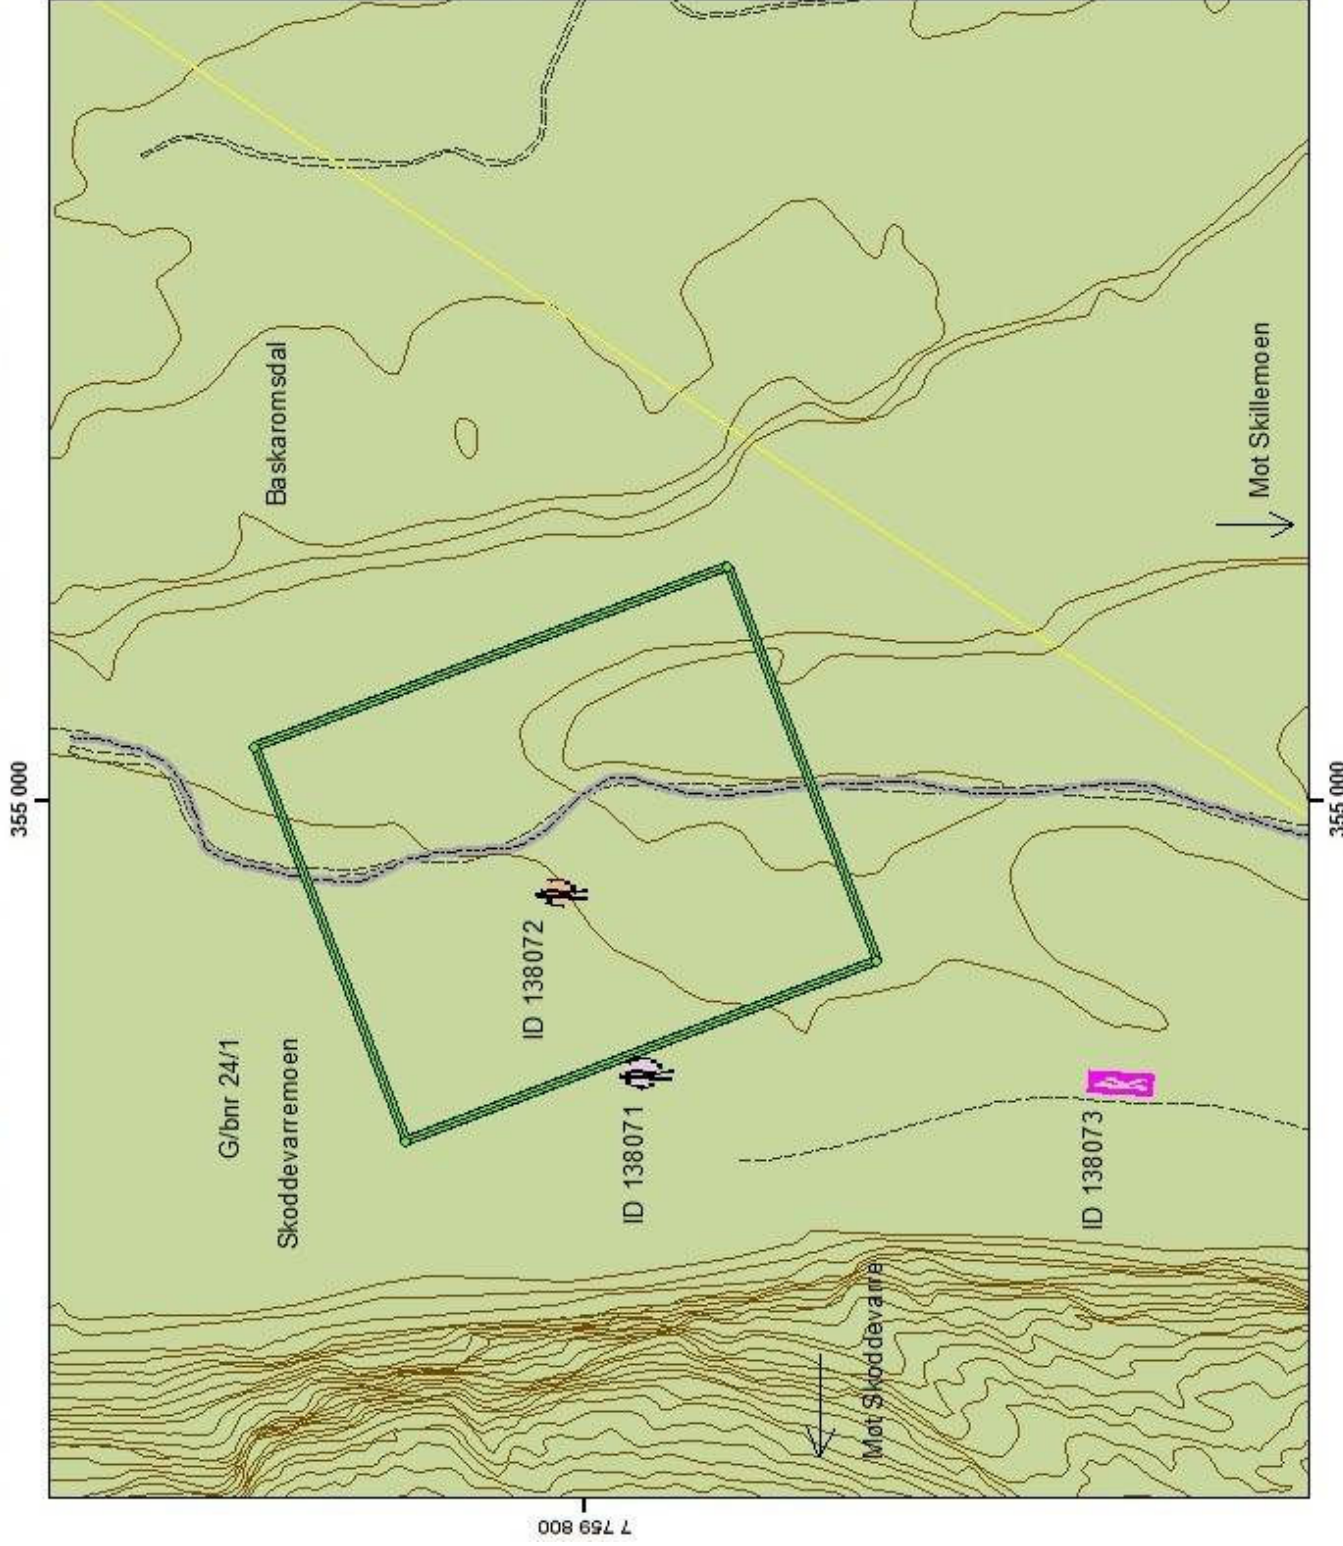 355 000
Baskaromsdal
Mot Skillemoen
G/bnr 24/1
Skoddevarremoen
ID 138072
ID 138071
ID 138073
Mot Skoddevarre
7 759 800
355 000